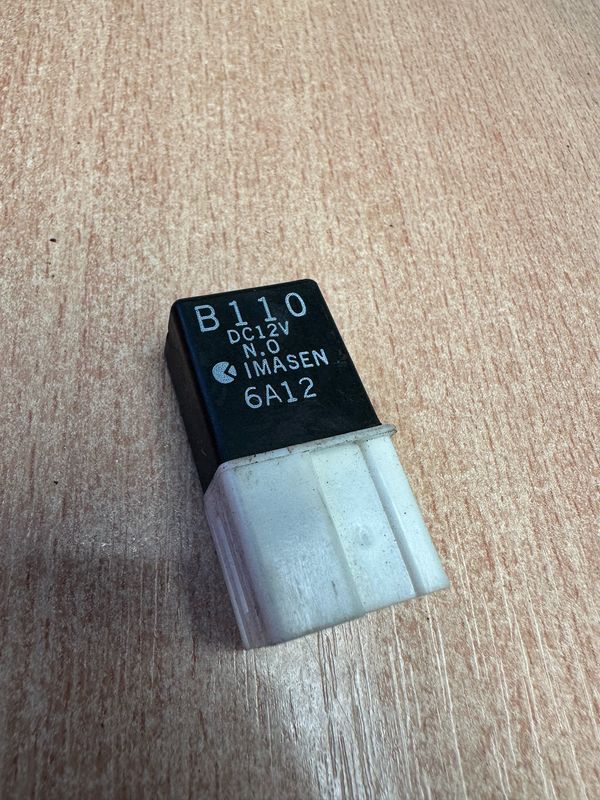 B110
DC12V
N.O
IMASEN
6A12